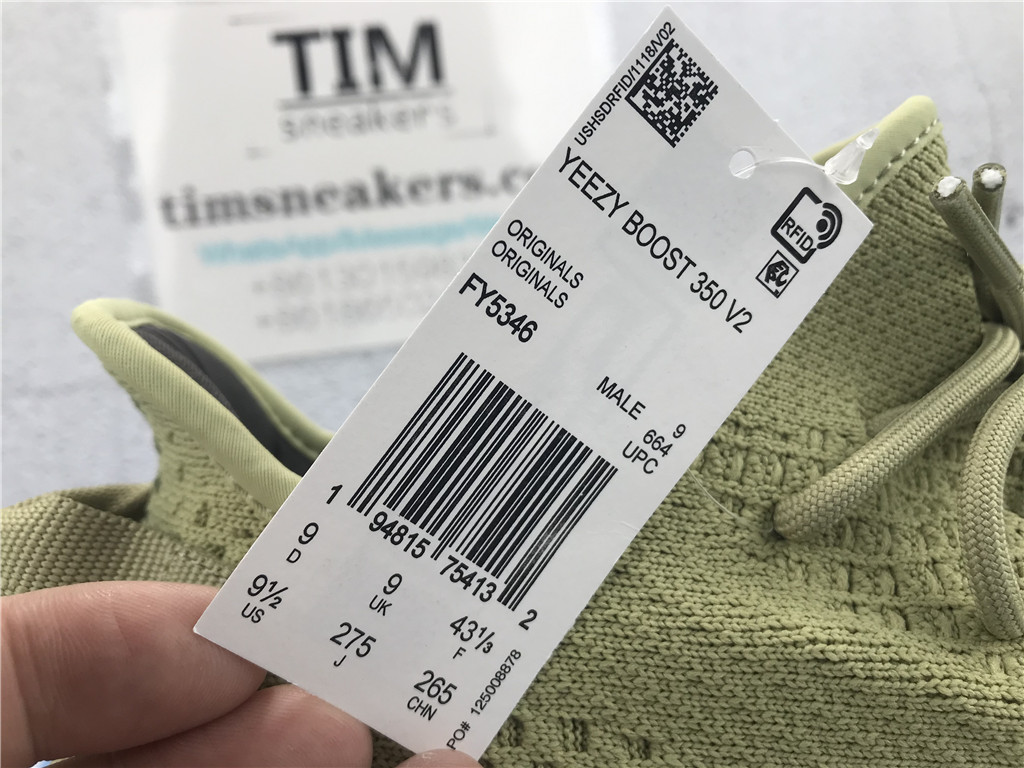 TIM
sneakers
timsneakers.c
USHSDRFID/1118/V02
YEEZY BOOST 350 V2
RFID
ORIGINALS
ORIGINALS
FY5346
MALE 9
664
UPC
1 94815 75413 2
9
D
9½
US
9
UK
275
J
43⅓
F
265
CHN
PO# 125008878